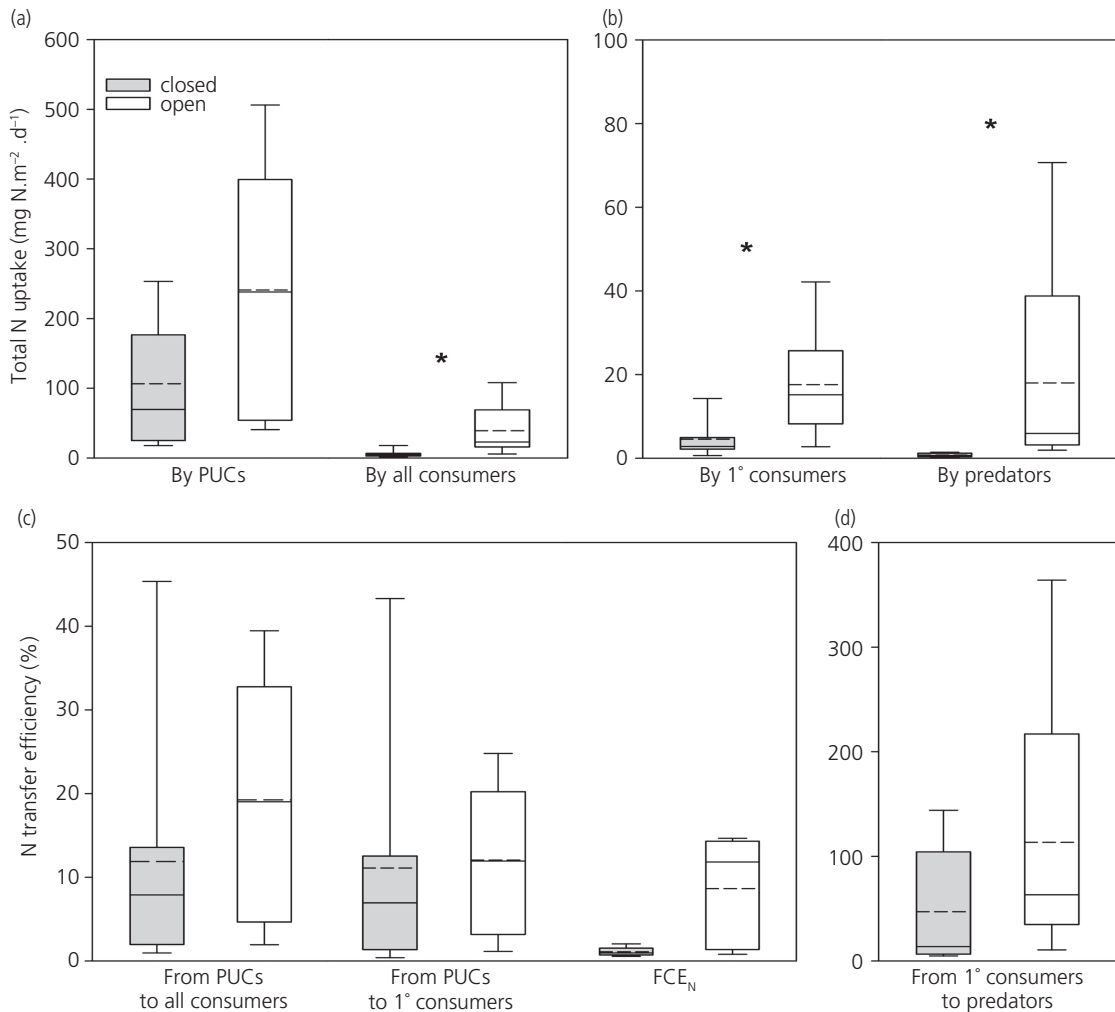 (a)
(b)
600
500
400
300
200
100
0
Total N uptake (mg N.m⁻² .d⁻¹)
closed
open
*
By PUCs
By all consumers
100
80
60
40
20
0
*
*
By 1° consumers
By predators
(c)
(d)
50
40
30
20
10
0
N transfer efficiency (%)
From PUCs
to all consumers
From PUCs
to 1° consumers
FCE_N
400
300
200
100
0
From 1° consumers
to predators